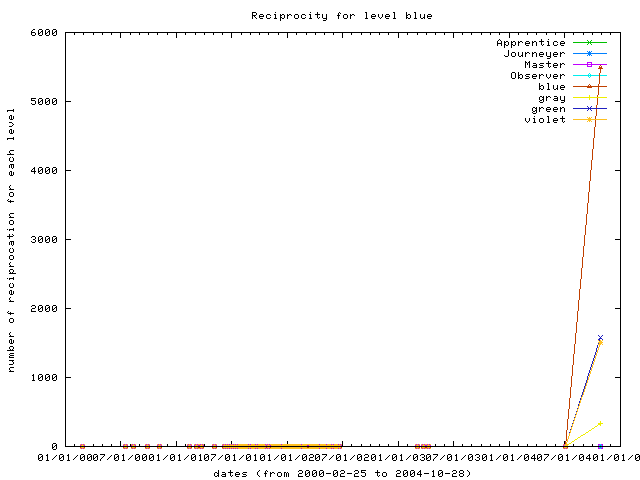 Reciprocity for level blue
number of reciprocation for each level
6000
5000
4000
3000
2000
1000
0
Apprentice
Journeyer
Master
Observer
blue
gray
green
violet
01/01/0007/01/0001/01/0107/01/0101/01/0207/01/0201/01/0307/01/0301/01/0407/01/0401/01/0
dates (from 2000-02-25 to 2004-10-28)